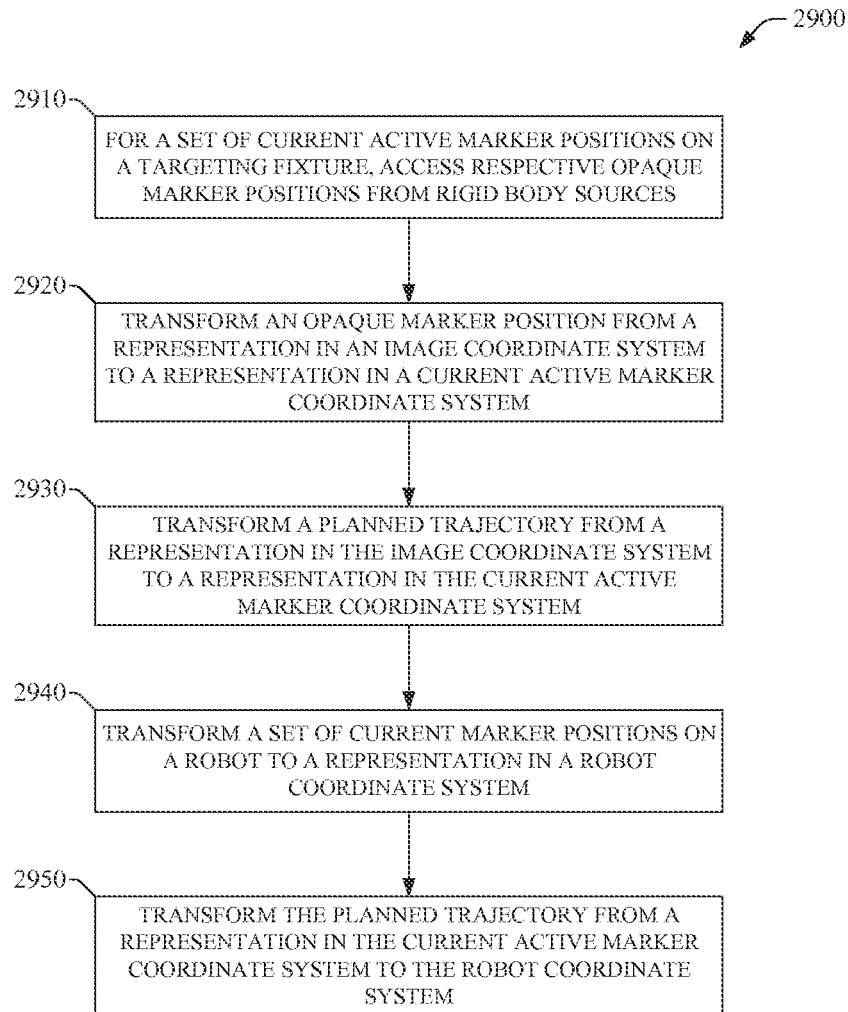 2900
2910
FOR A SET OF CURRENT ACTIVE MARKER POSITIONS ON
A TARGETING FIXTURE, ACCESS RESPECTIVE OPAQUE
MARKER POSITIONS FROM RIGID BODY SOURCES
2920
TRANSFORM AN OPAQUE MARKER POSITION FROM A
REPRESENTATION IN AN IMAGE COORDINATE SYSTEM
TO A REPRESENTATION IN A CURRENT ACTIVE MARKER
COORDINATE SYSTEM
2930
TRANSFORM A PLANNED TRAJECTORY FROM A
REPRESENTATION IN THE IMAGE COORDINATE SYSTEM
TO A REPRESENTATION IN THE CURRENT ACTIVE
MARKER COORDINATE SYSTEM
2940
TRANSFORM A SET OF CURRENT MARKER POSITIONS ON
A ROBOT TO A REPRESENTATION IN A ROBOT
COORDINATE SYSTEM
2950
TRANSFORM THE PLANNED TRAJECTORY FROM A
REPRESENTATION IN THE CURRENT ACTIVE MARKER
COORDINATE SYSTEM TO THE ROBOT COORDINATE
SYSTEM